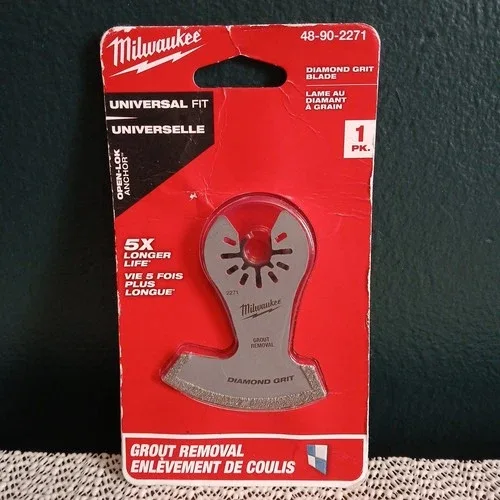 Milwaukee
48-90-2271
DIAMOND GRIT
BLADE
LAME AU
DIAMANT
À GRAIN
UNIVERSAL FIT
UNIVERSELLE
OPEN-LOK
ANCHOR™
1
PK.
5X
LONGER
LIFE*
VIE 5 FOIS
PLUS
LONGUE*
2271
Milwaukee
GROUT
REMOVAL
DIAMOND GRIT
GROUT REMOVAL
ENLÈVEMENT DE COULIS